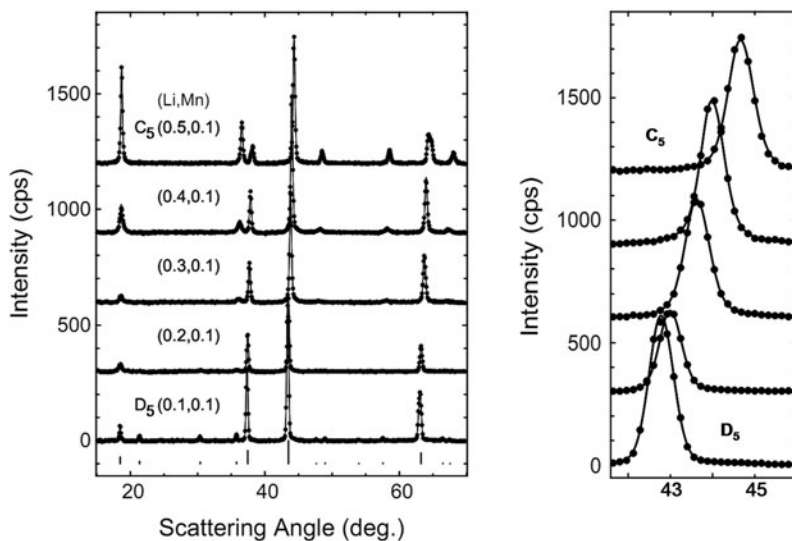 Intensity (cps)
1500
1000
500
0
(Li,Mn)
C5 (0.5,0.1)
(0.4,0.1)
(0.3,0.1)
(0.2,0.1)
D5 (0.1,0.1)
20
40
60
Scattering Angle (deg.)
Intensity (cps)
1500
1000
500
0
C5
D5
43
45